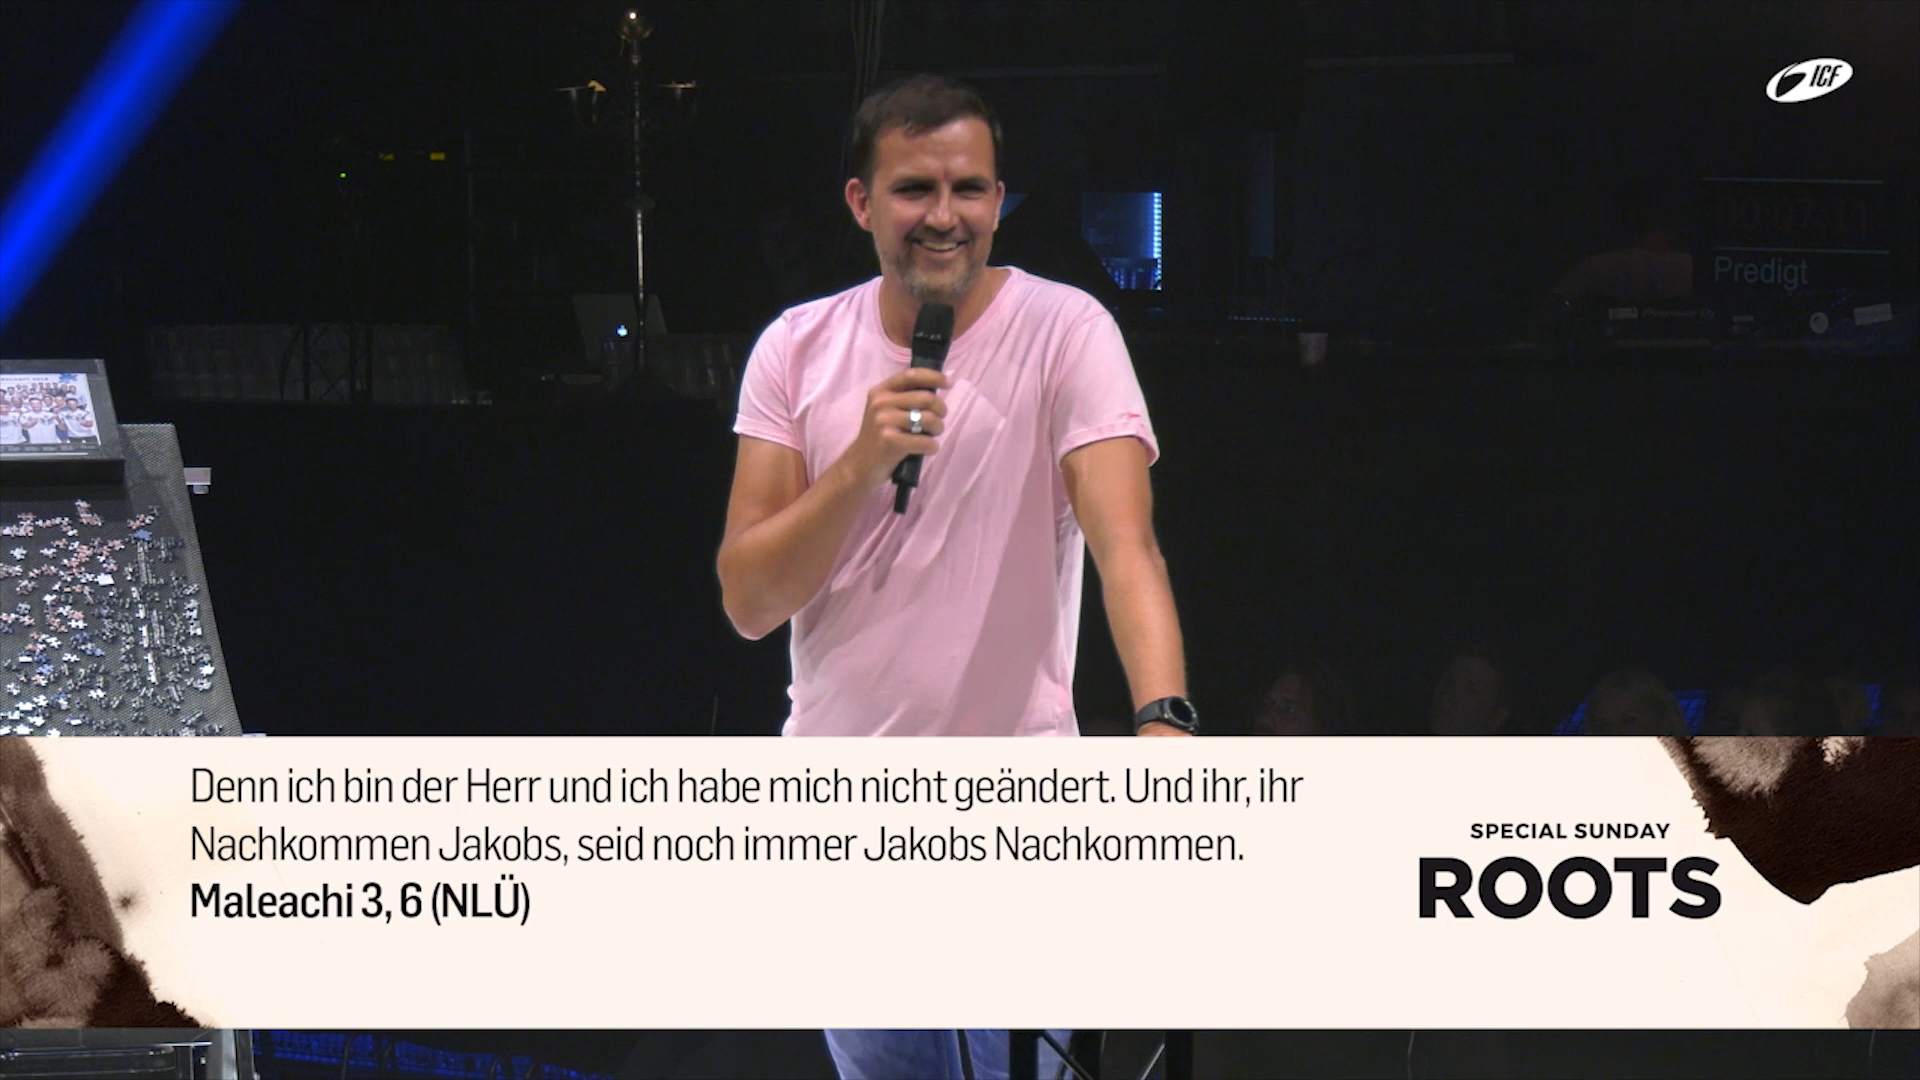 ICF
Predigt
Denn ich bin der Herr und ich habe mich nicht geändert. Und ihr, ihr
Nachkommen Jakobs, seid noch immer Jakobs Nachkommen.
Maleachi 3, 6 (NLÜ)
SPECIAL SUNDAY
ROOTS